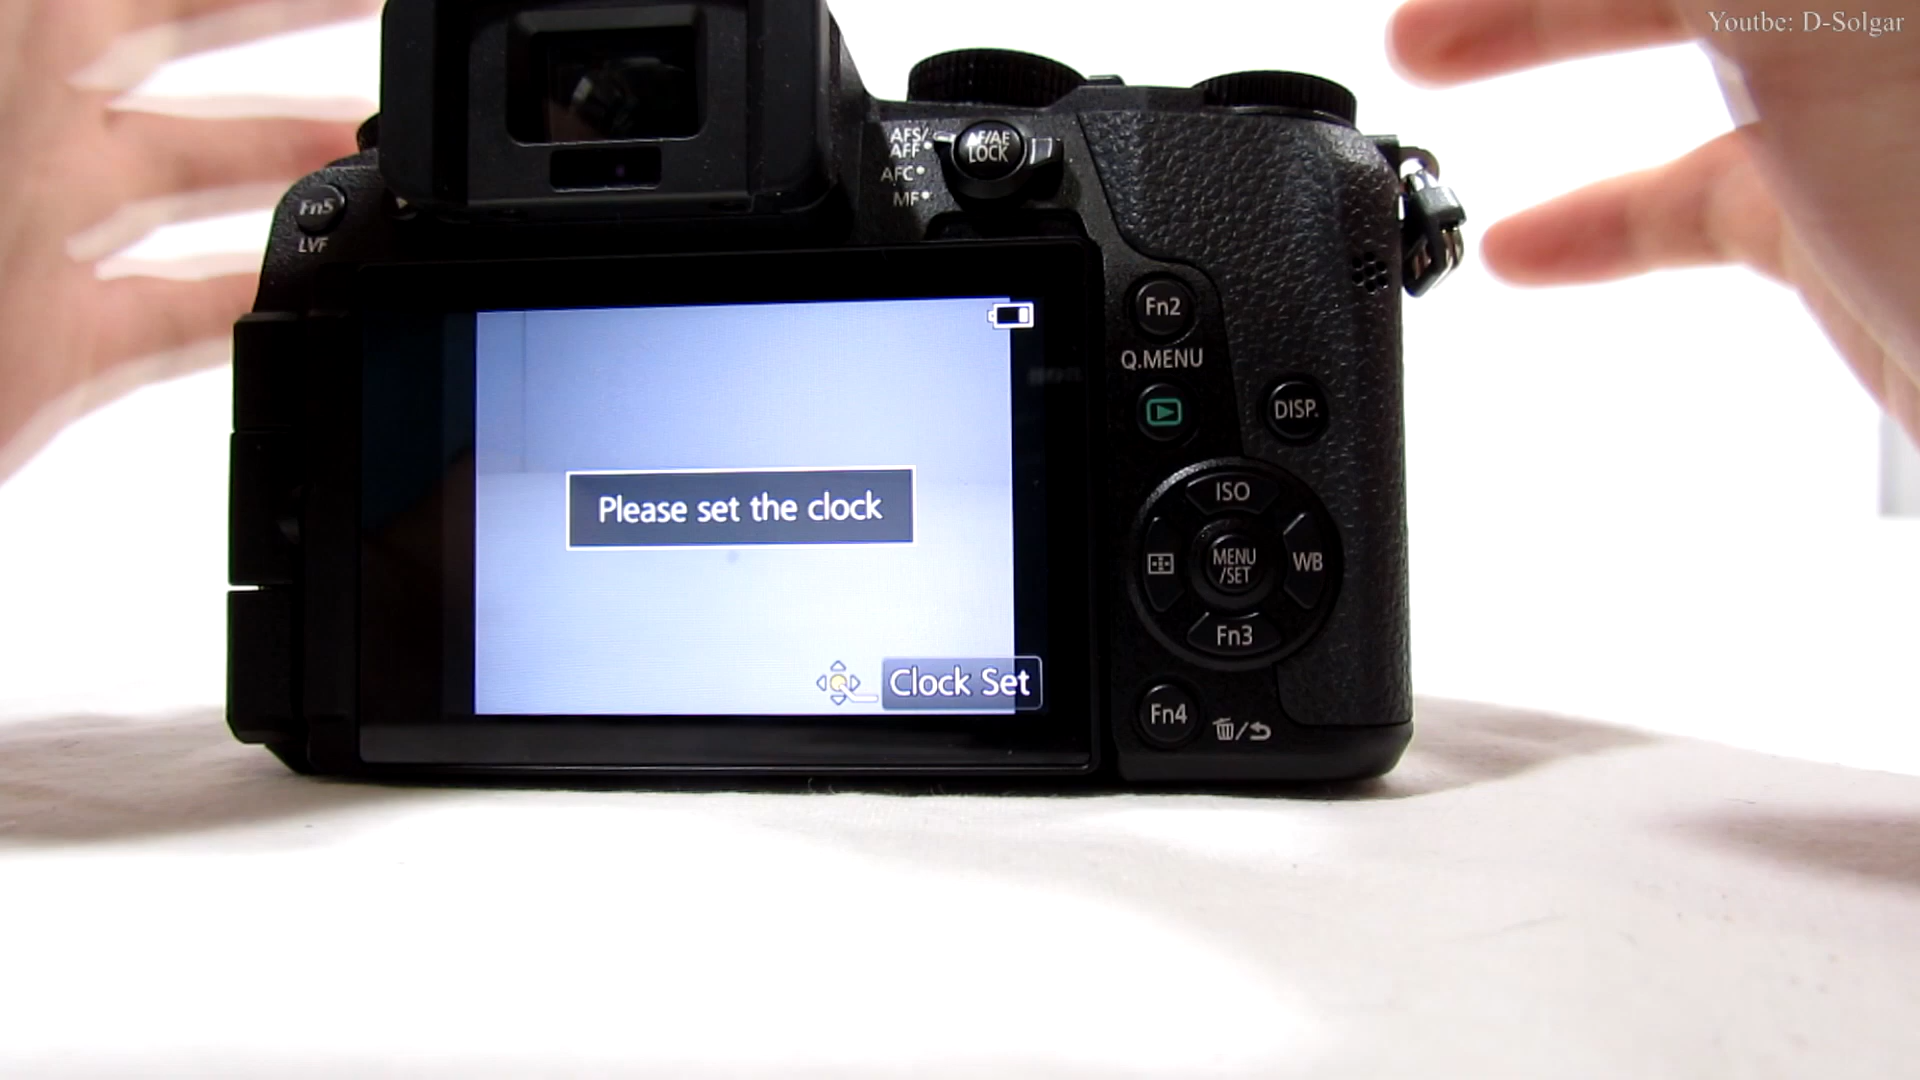 Youtbe: D-Solgar
AFS/
AFF
AFC
MF
AF/AE
LOCK
Fn5
LVF
Fn2
Q.MENU
DISP.
Please set the clock
ISO
MENU
/SET
WB
Fn3
Clock Set
Fn4